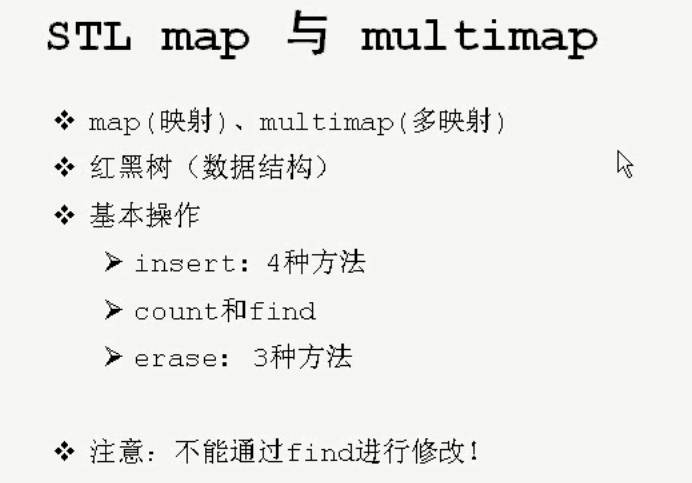 STL map 与 multimap
map(映射)、multimap(多映射)
红黑树（数据结构）
基本操作
insert: 4种方法
count和find
erase: 3种方法
注意：不能通过find进行修改!